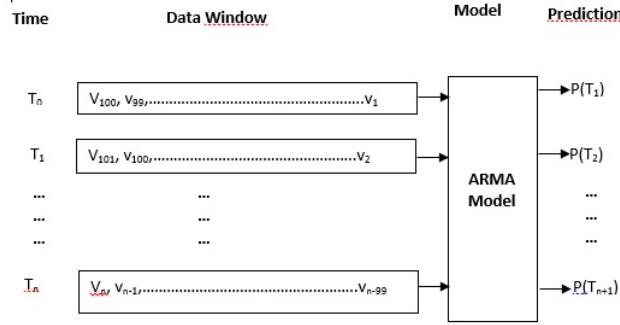 Time Data Window Model Prediction
T₀ V₁₀₀, V₉₉,..........................................................V₁ P(T₁)
T₁ V₁₀₁, V₁₀₀,.......................................................V₂ P(T₂)
ARMA
Model
... ... ...
... ... ...
... ... ...
Tₙ Vₙ, Vₙ₋₁,..........................................................Vₙ₋₉₉ P(Tₙ₊₁)